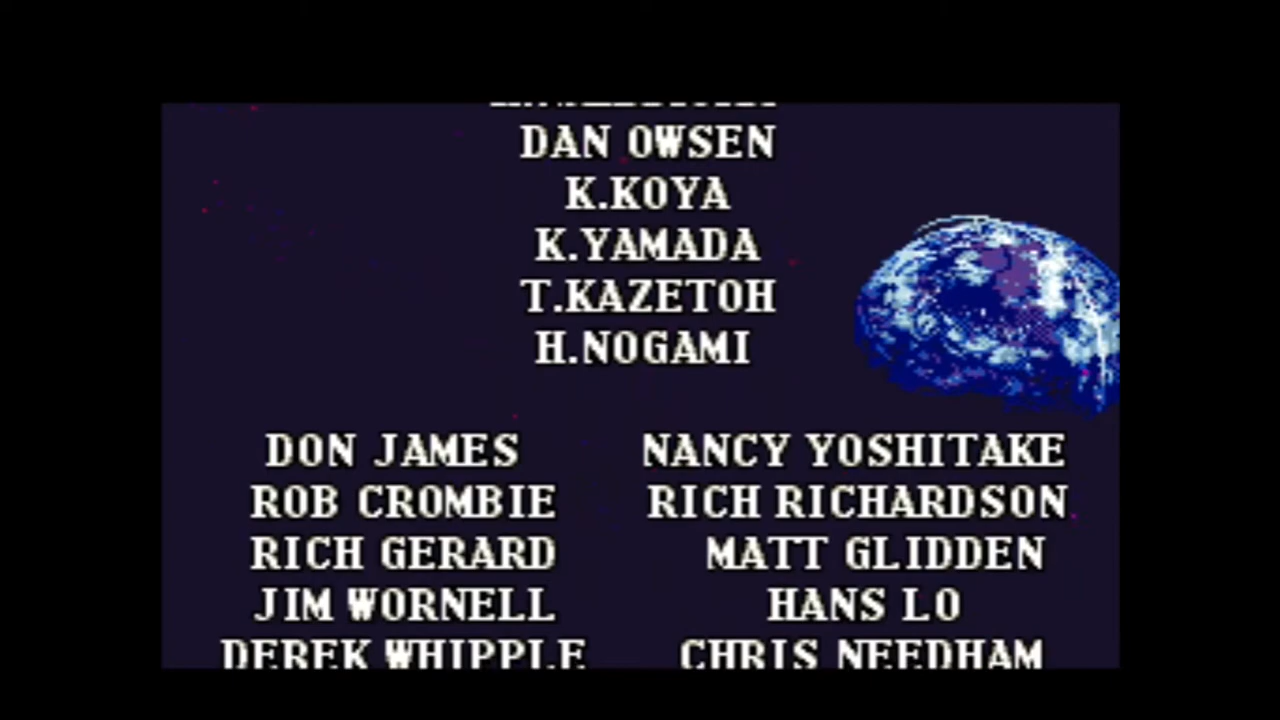 DAN OWSEN
K.KOYA
K.YAMADA
T.KAZETOH
H.NOGAMI
DON JAMES NANCY YOSHITAKE
ROB CROMBIE RICH RICHARDSON
RICH GERARD MATT GLIDDEN
JIM WORNELL HANS LO
DEREK WHIPPLE CHRIS NEEDHAM